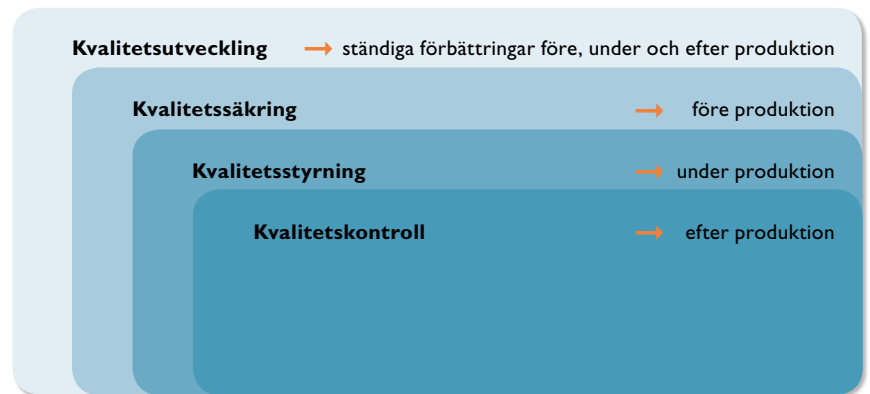 Kvalitetsutveckling → ständiga förbättringar före, under och efter produktion
Kvalitetssäkring → före produktion
Kvalitetsstyrning → under produktion
Kvalitetskontroll → efter produktion